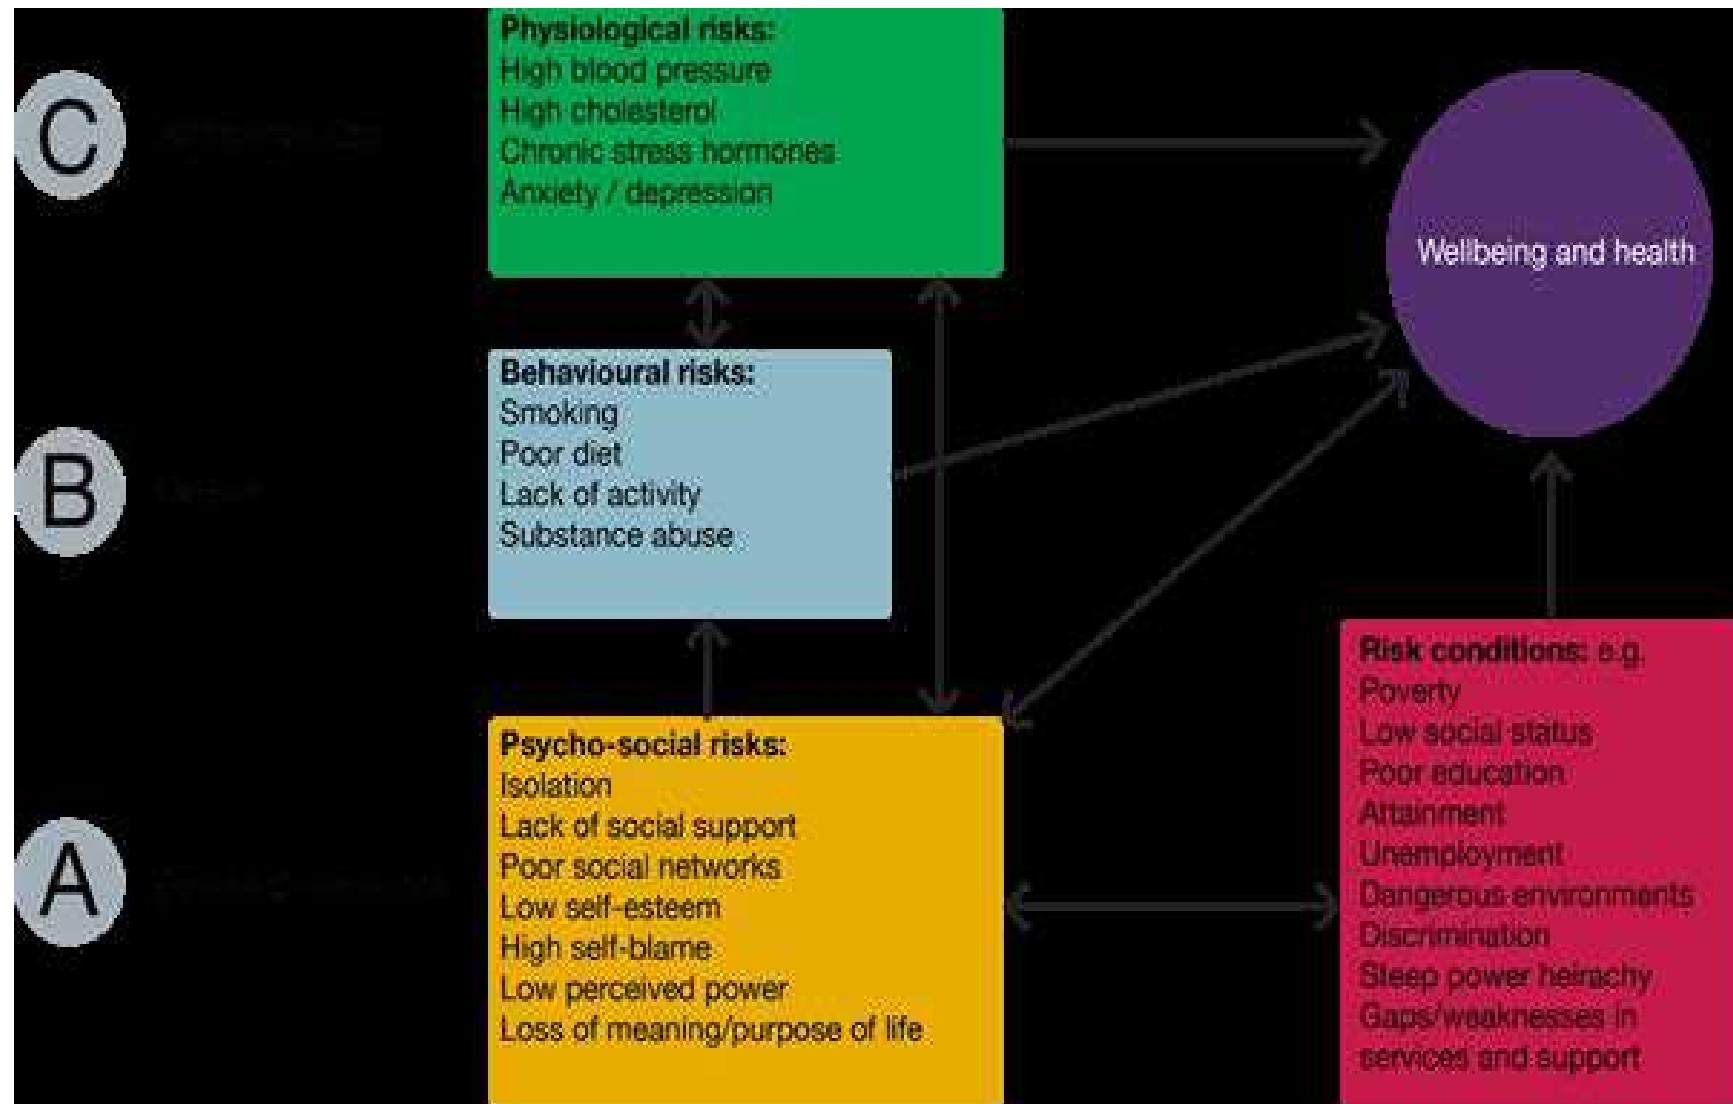 C
Physiological risks:
High blood pressure
High cholesterol
Chronic stress hormones
Anxiety / depression
Wellbeing and health
B
Behavioural risks:
Smoking
Poor diet
Lack of activity
Substance abuse
A
Psycho-social risks:
Isolation
Lack of social support
Poor social networks
Low self-esteem
High self-blame
Low perceived power
Loss of meaning/purpose of life
Risk conditions: e.g.
Poverty
Low social status
Poor education
Attainment
Unemployment
Dangerous environments
Discrimination
Steep power heirachy
Gaps/weaknesses in
services and support